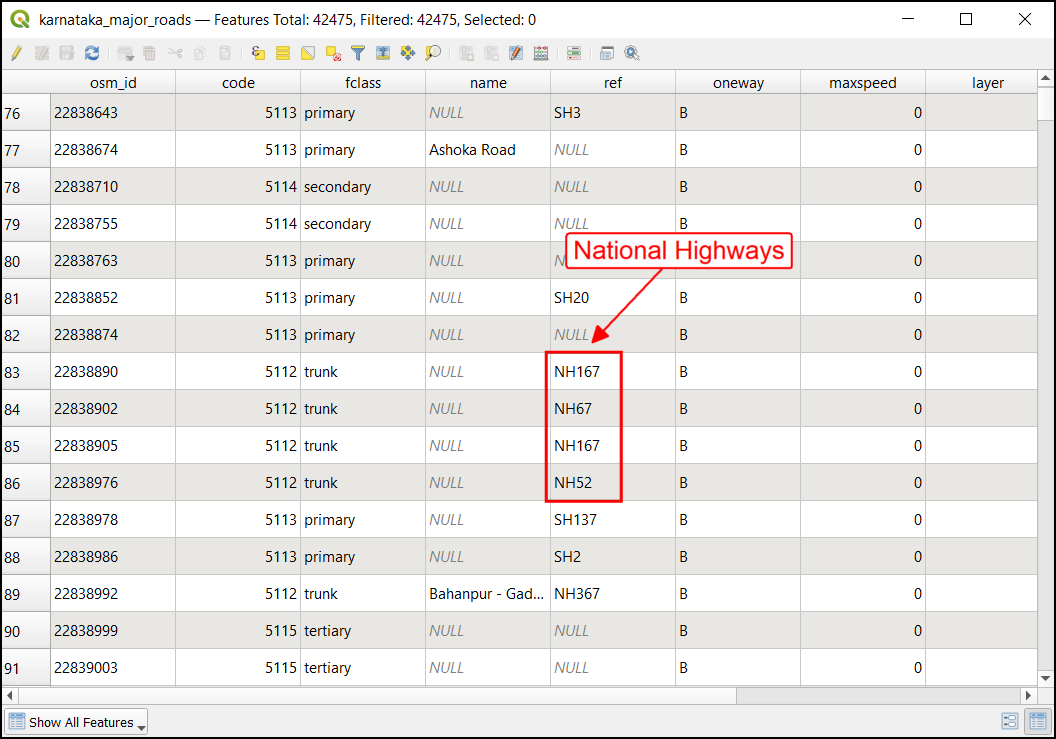 karnataka_major_roads — Features Total: 42475, Filtered: 42475, Selected: 0
osm_id code fclass name ref oneway maxspeed layer
76 22838643 5113 primary NULL SH3 B 0
77 22838674 5113 primary Ashoka Road NULL B 0
78 22838710 5114 secondary NULL NULL B 0
79 22838755 5114 secondary NULL NULL B 0
National Highways
80 22838763 5113 primary NULL 0
81 22838852 5113 primary NULL SH20 B 0
82 22838874 5113 primary NULL NULL B 0
83 22838890 5112 trunk NULL NH167 B 0
84 22838902 5112 trunk NULL NH67 B 0
85 22838905 5112 trunk NULL NH167 B 0
86 22838976 5112 trunk NULL NH52 B 0
87 22838978 5113 primary NULL SH137 B 0
88 22838986 5113 primary NULL SH2 B 0
89 22838992 5112 trunk Bahanpur - Gad... NH367 B 0
90 22838999 5115 tertiary NULL NULL B 0
91 22839003 5115 tertiary NULL NULL B 0
Show All Features